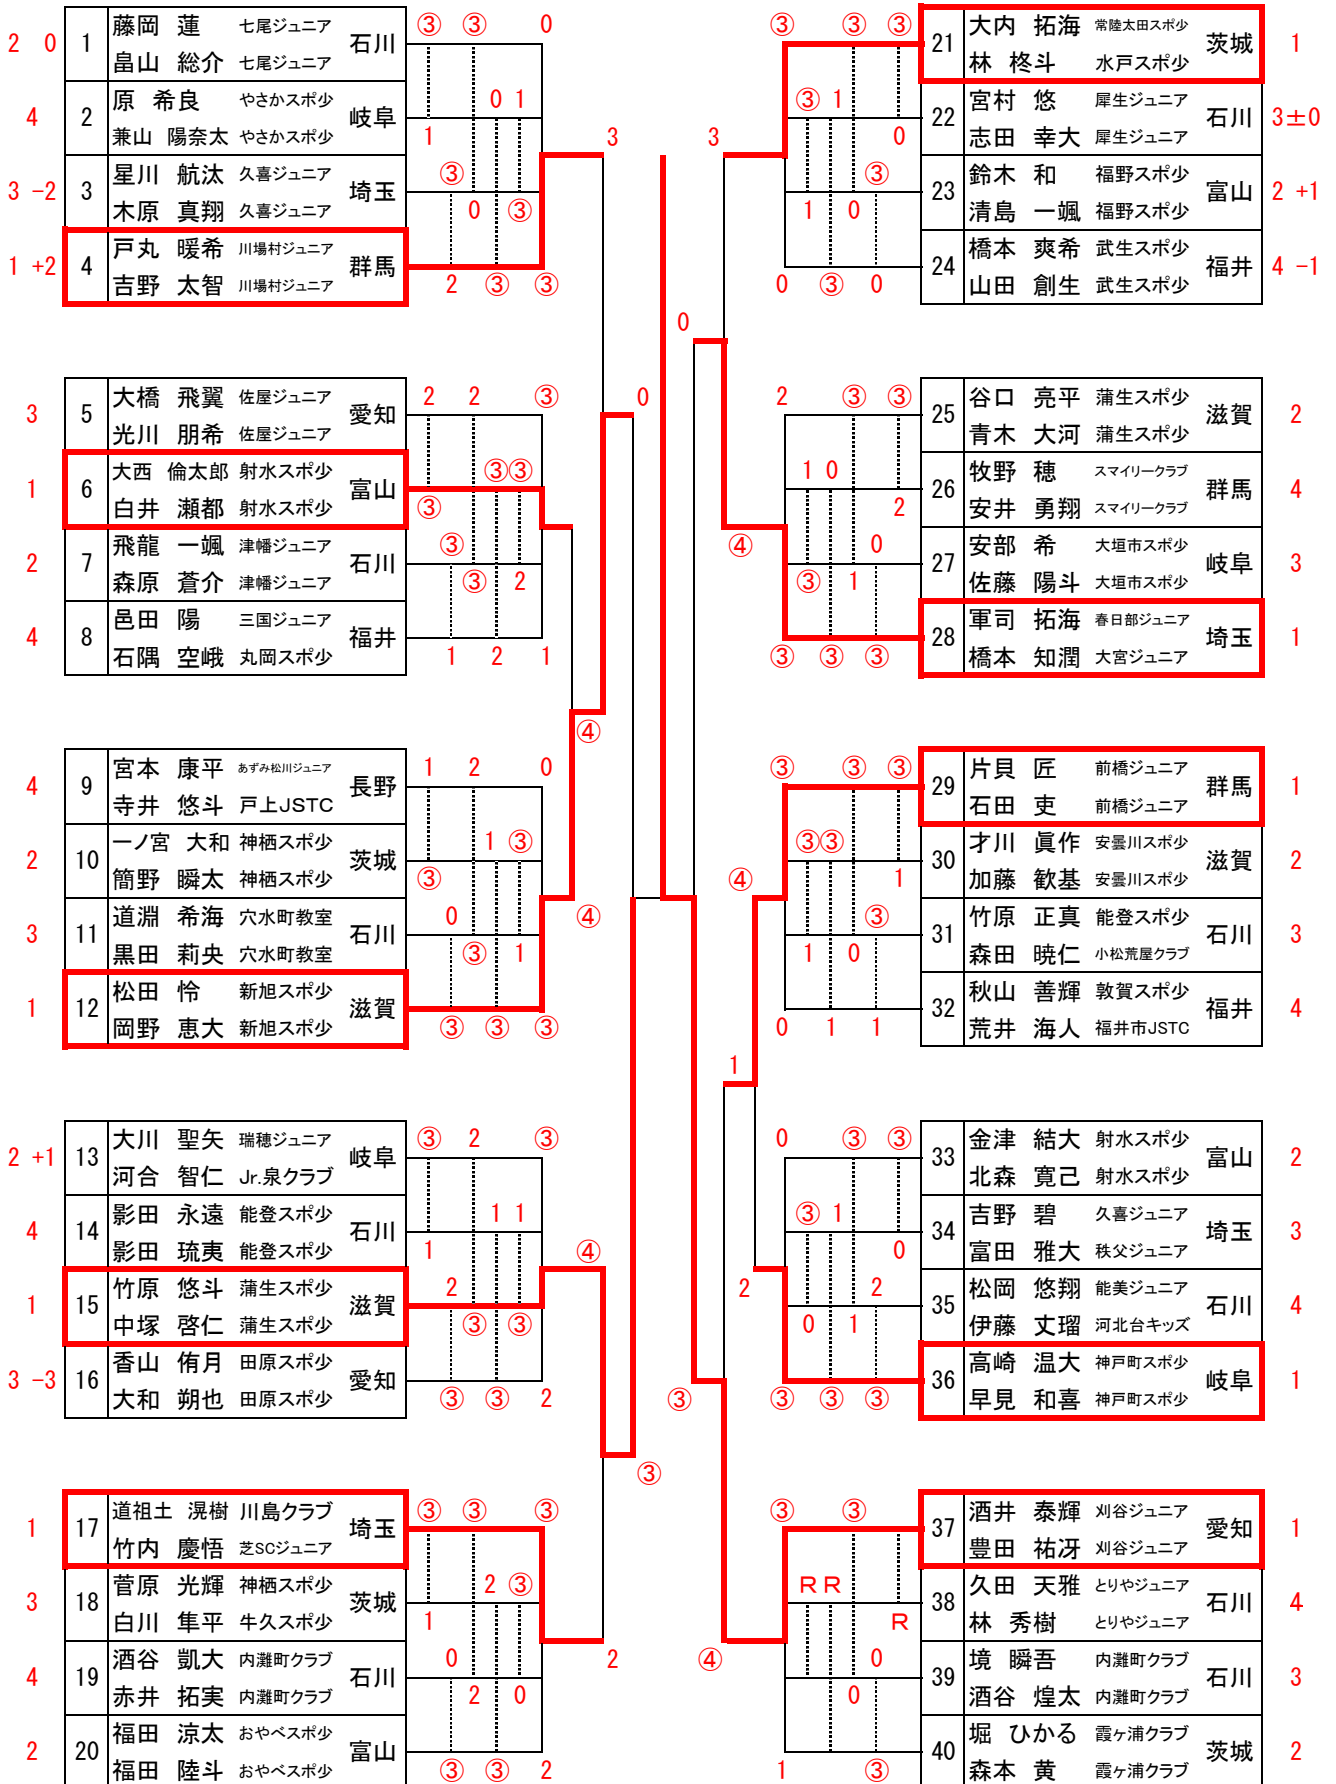 2 0 1 藤岡 蓮 七尾ジュニア 石川 ③ ③ 0
畠山 総介 七尾ジュニア
4 2 原 希良 やさかスポ少 岐阜 0 1
兼山 陽奈太 やさかスポ少 1
3 -2 3 星川 航汰 久喜ジュニア 埼玉 ③
木原 真翔 久喜ジュニア 0 ③
1 +2 4 戸丸 暖希 川場村ジュニア 群馬
吉野 太智 川場村ジュニア 2 ③ ③
3
5 大橋 飛翼 佐屋ジュニア 愛知 2 2 ③
3 光川 朋希 佐屋ジュニア
1 6 大西 倫太郎 射水スポ少 富山 ③③
白井 瀬都 射水スポ少 ③
2 7 飛龍 一颯 津幡ジュニア 石川 ③
森原 蒼介 津幡ジュニア ③ 2
4 8 邑田 陽 三国ジュニア 福井
石隅 空峨 丸岡スポ少 1 2 1
0
④
4 9 宮本 康平 あずみ松川ジュニア 長野 1 2 0
寺井 悠斗 戸上JSTC
2 10 一ノ宮 大和 神栖スポ少 茨城 1 ③
簡野 瞬太 神栖スポ少 ③
3 11 道淵 希海 穴水町教室 石川 0
黒田 莉央 穴水町教室 ③ 1
1 12 松田 怜 新旭スポ少 滋賀
岡野 恵大 新旭スポ少 ③ ③ ③
④
2 +1 13 大川 聖矢 瑞穂ジュニア 岐阜 ③ 2 ③
河合 智仁 Jr.泉クラブ
4 14 影田 永遠 能登スポ少 石川 1 1
影田 琉夷 能登スポ少 1
1 15 竹原 悠斗 蒲生スポ少 滋賀 2
中塚 啓仁 蒲生スポ少 ③ ③
3 -3 16 香山 侑月 田原スポ少 愛知
大和 朔也 田原スポ少 ③ ③ 2
④
③
1 17 道祖土 滉樹 川島クラブ 埼玉 ③ ③ ③
竹内 慶悟 芝SCジュニア
3 18 菅原 光輝 神栖スポ少 茨城 2 ③
白川 隼平 牛久スポ少 1
4 19 酒谷 凱大 内灘町クラブ 石川 0
赤井 拓実 内灘町クラブ 2 0
2 20 福田 涼太 おやべスポ少 富山
福田 陸斗 おやべスポ少 ③ ③ 2
2
③ ③ ③ 21 大内 拓海 常陸太田スポ少 茨城 1
林 柊斗 水戸スポ少
③ 1 22 宮村 悠 犀生ジュニア 石川 3±0
0 志田 幸大 犀生ジュニア
③ 23 鈴木 和 福野スポ少 富山 2 +1
1 0 清島 一颯 福野スポ少
24 橋本 爽希 武生スポ少 福井 4 -1
0 ③ 0 山田 創生 武生スポ少
3
0
2 ③ ③ 25 谷口 亮平 蒲生スポ少 滋賀 2
青木 大河 蒲生スポ少
1 0 26 牧野 穂 スマイリークラブ 群馬 4
2 安井 勇翔 スマイリークラブ
0 27 安部 希 大垣市スポ少 岐阜 3
③ 1 佐藤 陽斗 大垣市スポ少
28 軍司 拓海 春日部ジュニア 埼玉 1
③ ③ ③ 橋本 知潤 大宮ジュニア
④
③ ③ ③ 29 片貝 匠 前橋ジュニア 群馬 1
石田 吏 前橋ジュニア
③③ 30 才川 眞作 安曇川スポ少 滋賀 2
1 加藤 歓基 安曇川スポ少
③ 31 竹原 正真 能登スポ少 石川 3
1 0 森田 暁仁 小松荒屋クラブ
32 秋山 善輝 敦賀スポ少 福井 4
0 1 1 荒井 海人 福井市JSTC
④
1
0 ③ ③ 33 金津 結大 射水スポ少 富山 2
北森 寛己 射水スポ少
③ 1 34 吉野 碧 久喜ジュニア 埼玉 3
0 富田 雅大 秩父ジュニア
2 35 松岡 悠翔 能美ジュニア 石川 4
0 1 伊藤 丈瑠 河北台キッズ
36 高崎 温大 神戸町スポ少 岐阜 1
③ ③ ③ 早見 和喜 神戸町スポ少
2
③
③ ③ 37 酒井 泰輝 刈谷ジュニア 愛知 1
豊田 祐冴 刈谷ジュニア
R R 38 久田 天雅 とりやジュニア 石川 4
R 林 秀樹 とりやジュニア
0 39 境 瞬吾 内灘町クラブ 石川 3
0 酒谷 煌太 内灘町クラブ
40 堀 ひかる 霞ヶ浦クラブ 茨城 2
1 ③ 森本 黄 霞ヶ浦クラブ
④